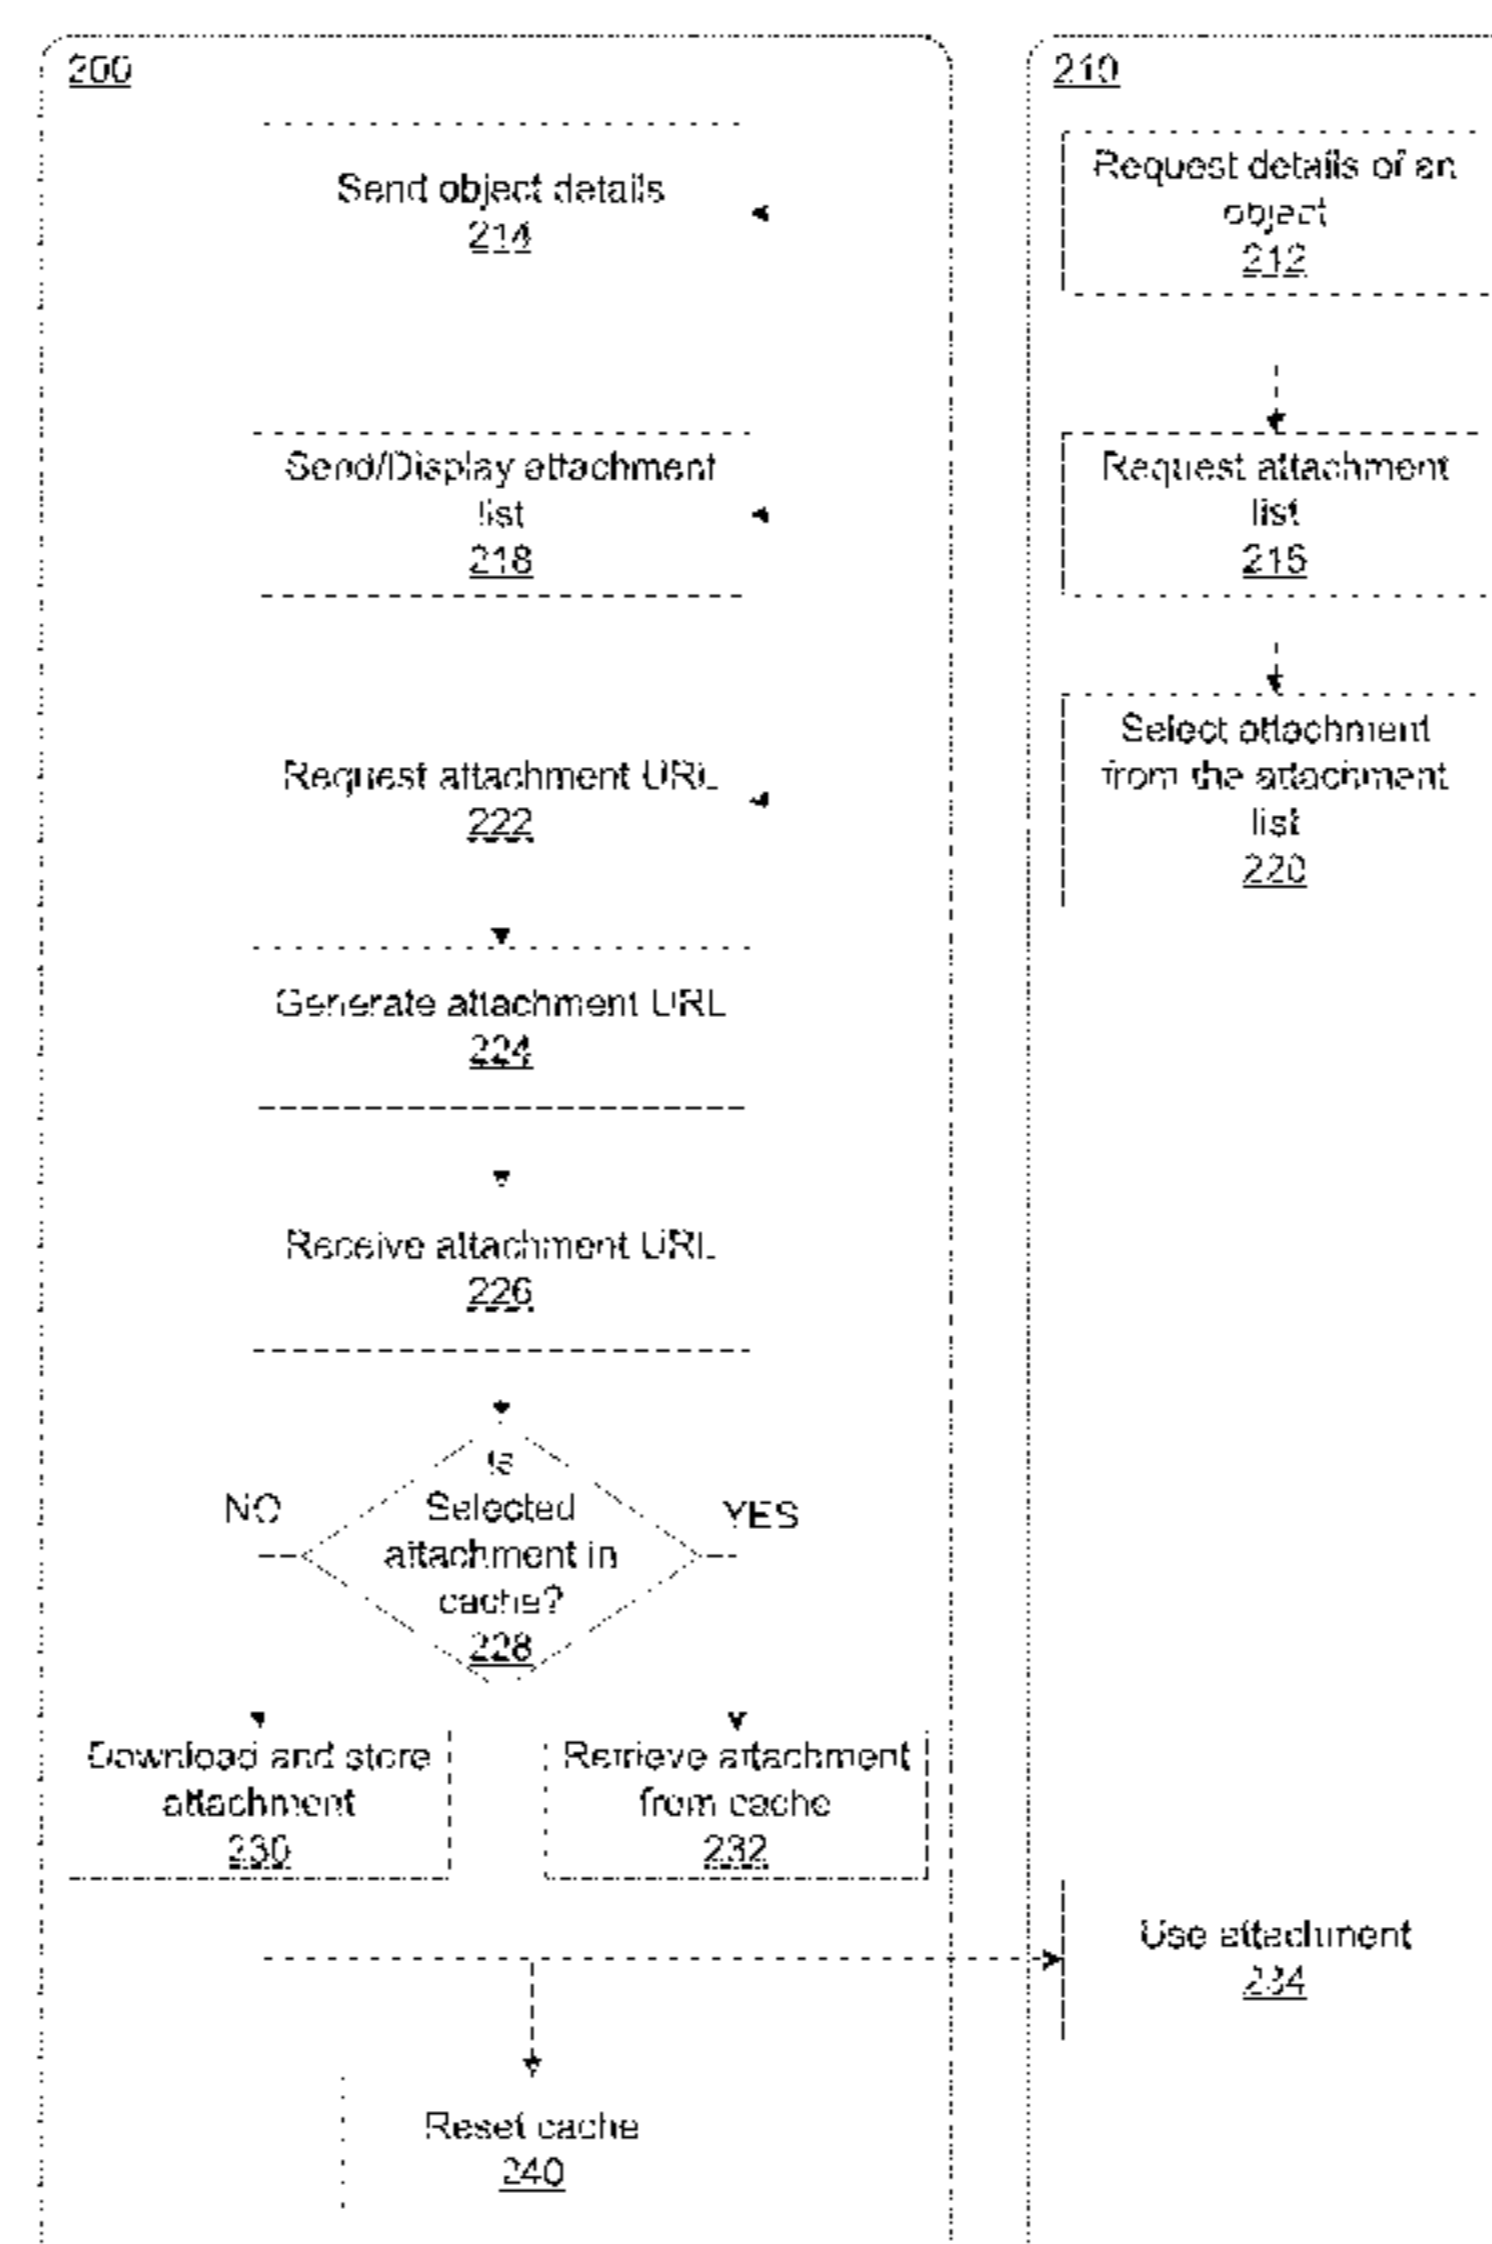 200
Send object details
214
Send/Display attachment
list
218
Request attachment URL
222
Generate attachment URL
224
Receive attachment URL
226
Is
Selected
attachment in
cache?
228
NO
YES
Download and store
attachment
230
Retrieve attachment
from cache
232
Reset cache
240
210
Request details of an
object
212
Request attachment
list
216
Select attachment
from the attachment
list
220
Use attachment
234